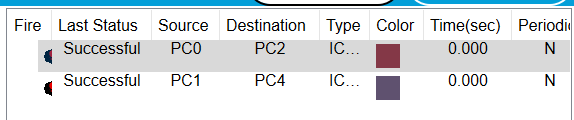 Fire Last Status Source Destination Type Color Time(sec) Periodic
Successful PC0 PC2 IC... 0.000 N
Successful PC1 PC4 IC... 0.000 N